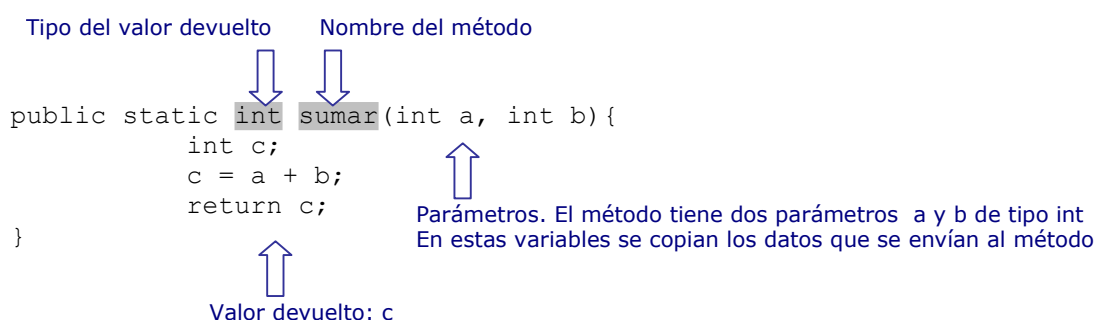 Tipo del valor devuelto Nombre del método
public static int sumar(int a, int b){
int c;
c = a + b;
return c;
}
Parámetros. El método tiene dos parámetros a y b de tipo int
En estas variables se copian los datos que se envían al método
Valor devuelto: c